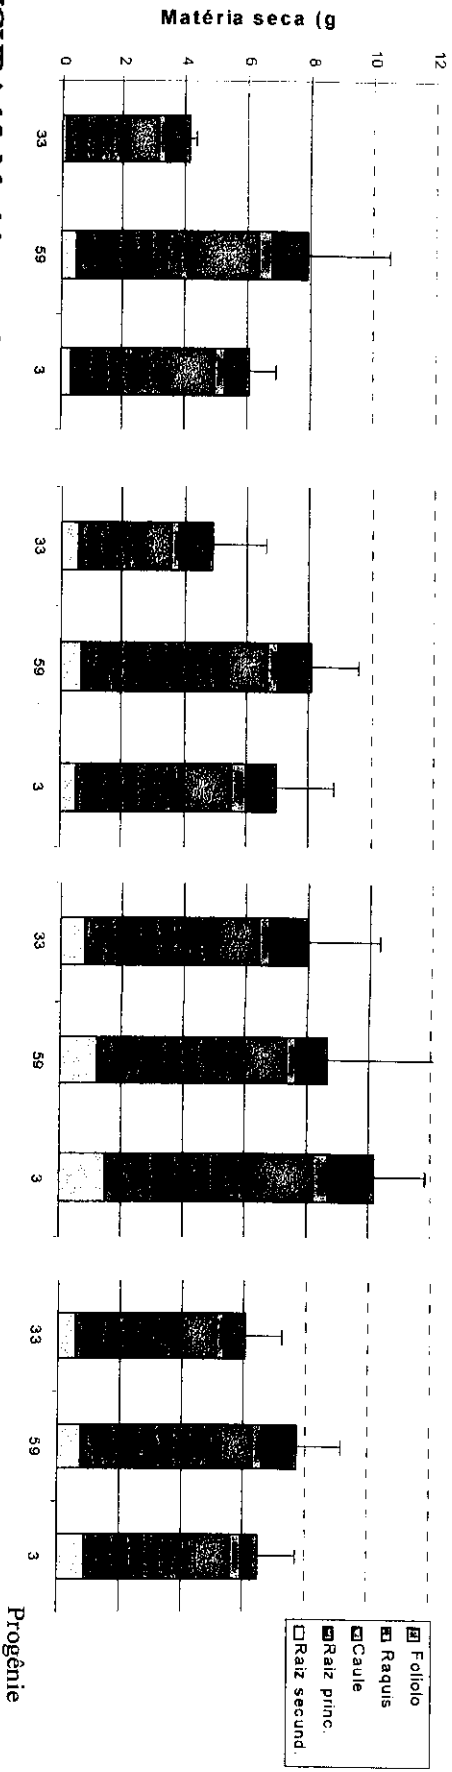 Matéria seca (g
12
10
8
6
4
2
0
33 59 3 33 59 3 33 59 3 33 59 3
Progênie
Foliolo
Raquis
Caule
Raiz princ.
Raiz secund.